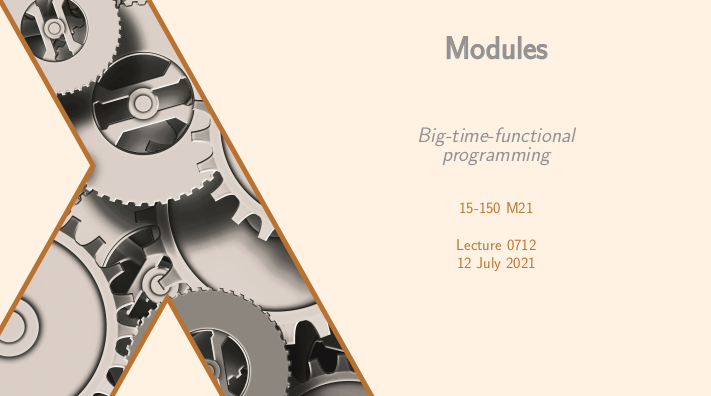 Modules
Big-time-functional
programming
15-150 M21
Lecture 0712
12 July 2021